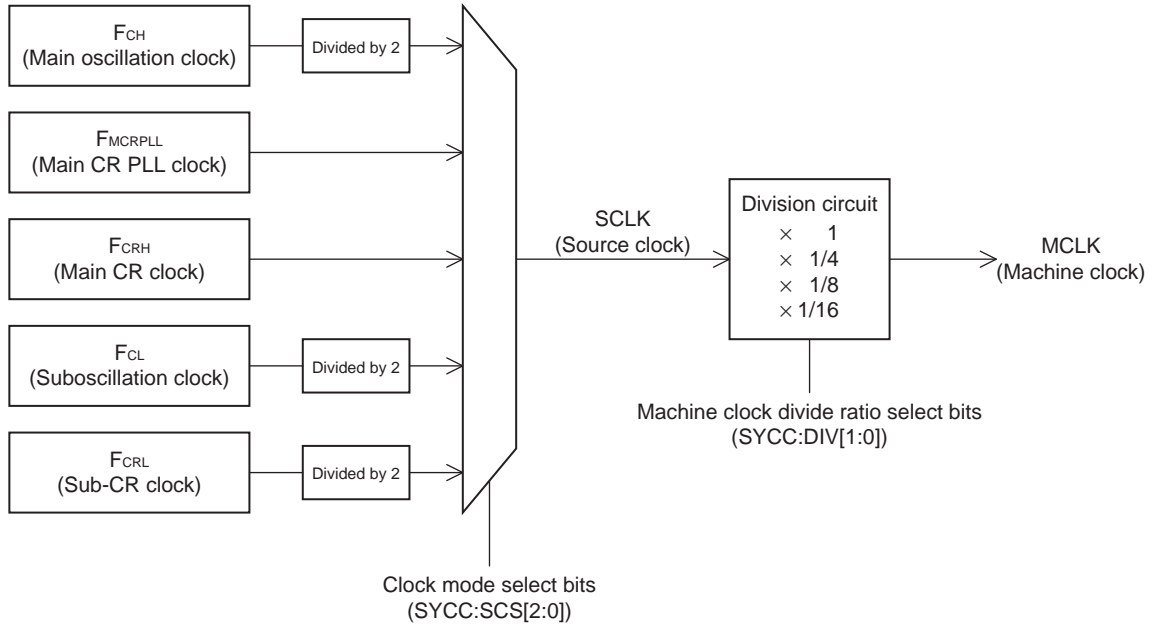 FCH
(Main oscillation clock)
Divided by 2
FMCRPLL
(Main CR PLL clock)
FCRH
(Main CR clock)
FCL
(Suboscillation clock)
Divided by 2
FCRL
(Sub-CR clock)
Divided by 2
Clock mode select bits
(SYCC:SCS[2:0])
SCLK
(Source clock)
Division circuit
× 1
× 1/4
× 1/8
× 1/16
Machine clock divide ratio select bits
(SYCC:DIV[1:0])
MCLK
(Machine clock)